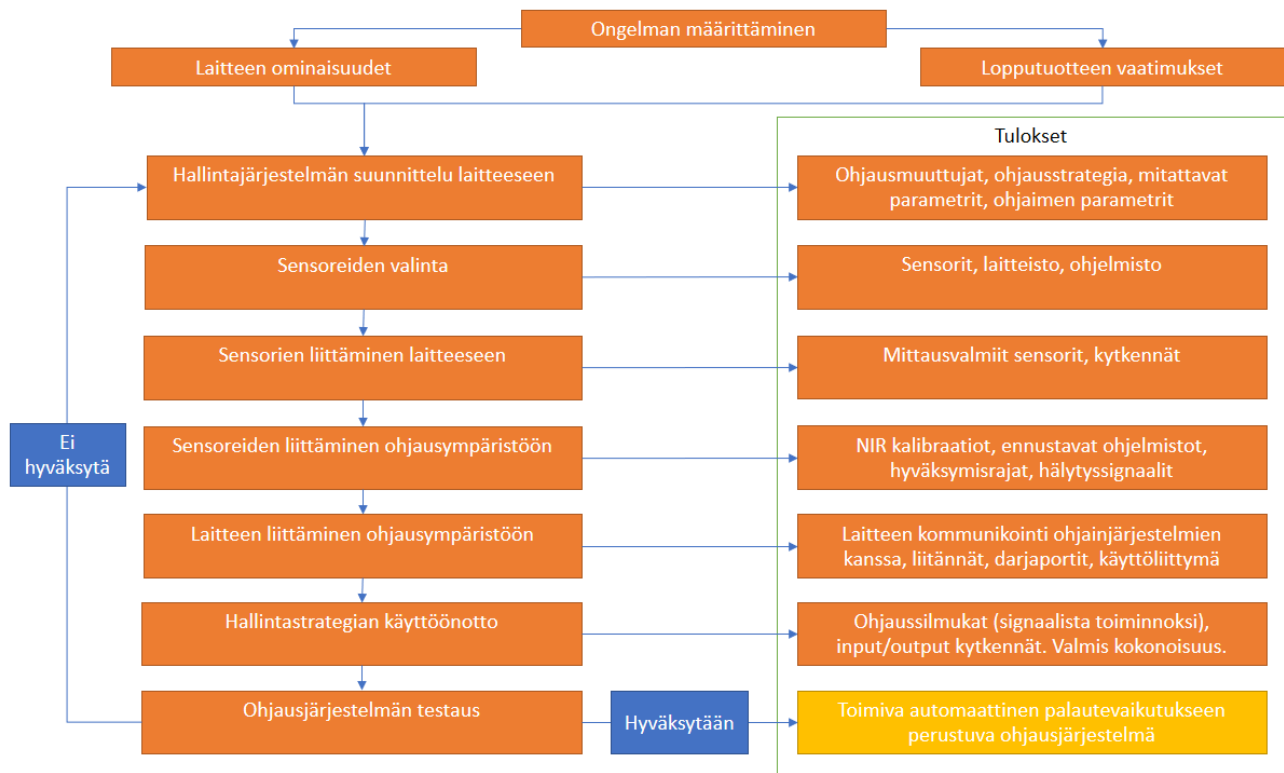 Ongelman määrittäminen
Laitteen ominaisuudet
Lopputuotteen vaatimukset
Tulokset
Hallintajärjestelmän suunnittelu laitteeseen
Ohjausmuuttujat, ohjausstrategia, mitattavat
parametrit, ohjaimen parametrit
Sensoreiden valinta
Sensorit, laitteisto, ohjelmisto
Sensorien liittäminen laitteeseen
Mittausvalmiit sensorit, kytkennät
Ei
hyväksytä
Sensoreiden liittäminen ohjausympäristöön
NIR kalibraatiot, ennustavat ohjelmistot,
hyväksymisrajat, hälytyssignaalit
Laitteen liittäminen ohjausympäristöön
Laitteen kommunikointi ohjainjärjestelmien
kanssa, liitännät, darjaportit, käyttöliittymä
Hallintastrategian käyttöönotto
Ohjaussilmukat (signaalista toiminnoksi),
input/output kytkennät. Valmis kokonoisuus.
Ohjausjärjestelmän testaus
Hyväksytään
Toimiva automaattinen palautevaikutukseen
perustuva ohjausjärjestelmä